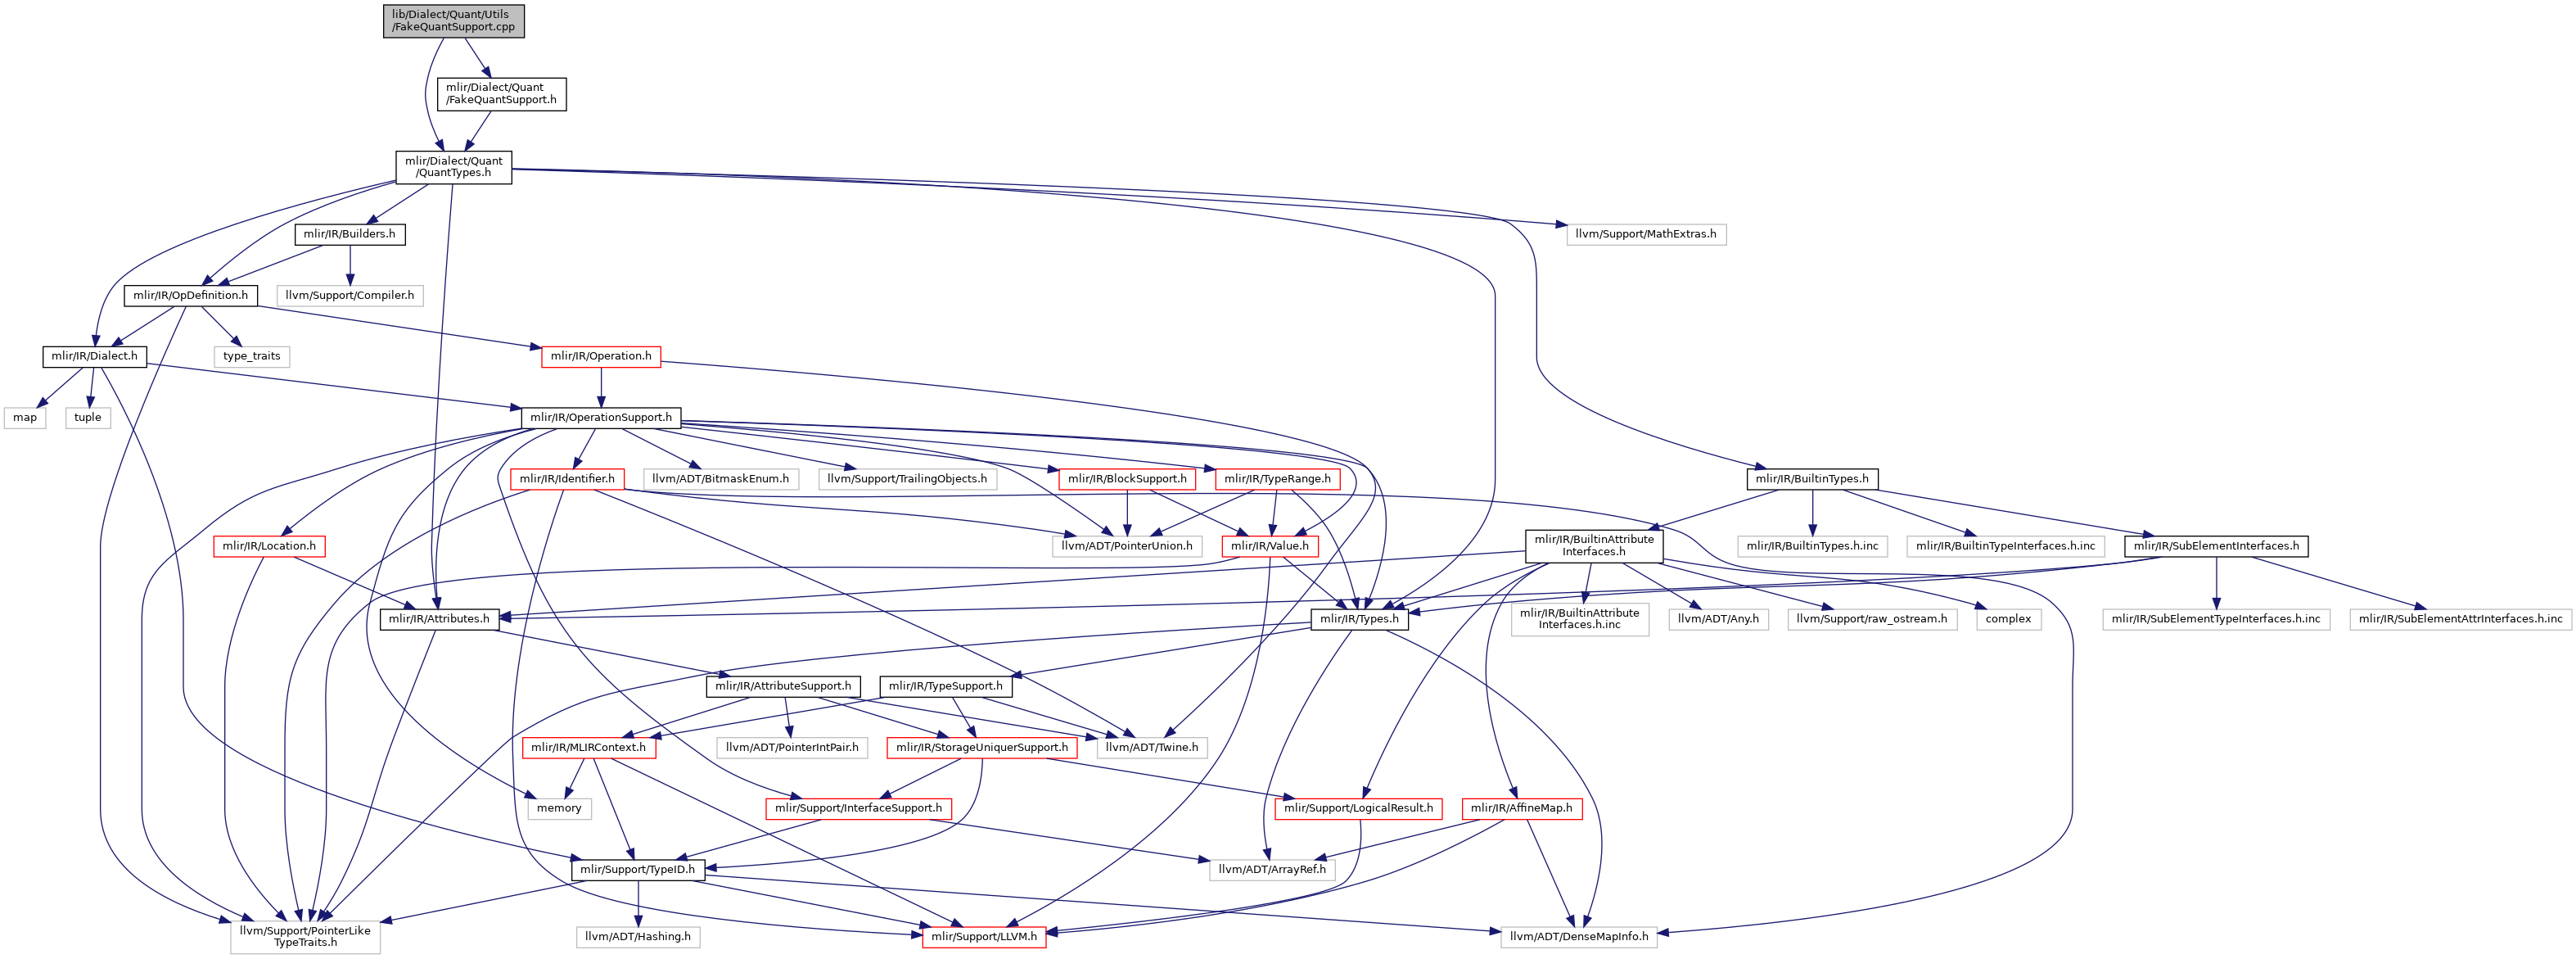 lib/Dialect/Quant/Utils
/FakeQuantSupport.cpp
mlir/Dialect/Quant
/FakeQuantSupport.h
mlir/Dialect/Quant
/QuantTypes.h
mlir/IR/Builders.h
llvm/Support/MathExtras.h
mlir/IR/OpDefinition.h
llvm/Support/Compiler.h
mlir/IR/Dialect.h
type_traits
mlir/IR/Operation.h
map
tuple
mlir/IR/OperationSupport.h
mlir/IR/Identifier.h
llvm/ADT/BitmaskEnum.h
llvm/Support/TrailingObjects.h
mlir/IR/BlockSupport.h
mlir/IR/TypeRange.h
mlir/IR/BuiltinTypes.h
mlir/IR/Location.h
llvm/ADT/PointerUnion.h
mlir/IR/Value.h
mlir/IR/BuiltinAttribute
Interfaces.h
mlir/IR/BuiltinTypes.h.inc
mlir/IR/BuiltinTypeInterfaces.h.inc
mlir/IR/SubElementInterfaces.h
mlir/IR/Attributes.h
mlir/IR/Types.h
mlir/IR/BuiltinAttribute
Interfaces.h.inc
llvm/ADT/Any.h
llvm/Support/raw_ostream.h
complex
mlir/IR/SubElementTypeInterfaces.h.inc
mlir/IR/SubElementAttrInterfaces.h.inc
mlir/IR/AttributeSupport.h
mlir/IR/TypeSupport.h
mlir/IR/MLIRContext.h
llvm/ADT/PointerIntPair.h
mlir/IR/StorageUniquerSupport.h
llvm/ADT/Twine.h
memory
mlir/Support/InterfaceSupport.h
mlir/Support/LogicalResult.h
mlir/IR/AffineMap.h
mlir/Support/TypeID.h
llvm/ADT/ArrayRef.h
llvm/Support/PointerLike
TypeTraits.h
llvm/ADT/Hashing.h
mlir/Support/LLVM.h
llvm/ADT/DenseMapInfo.h